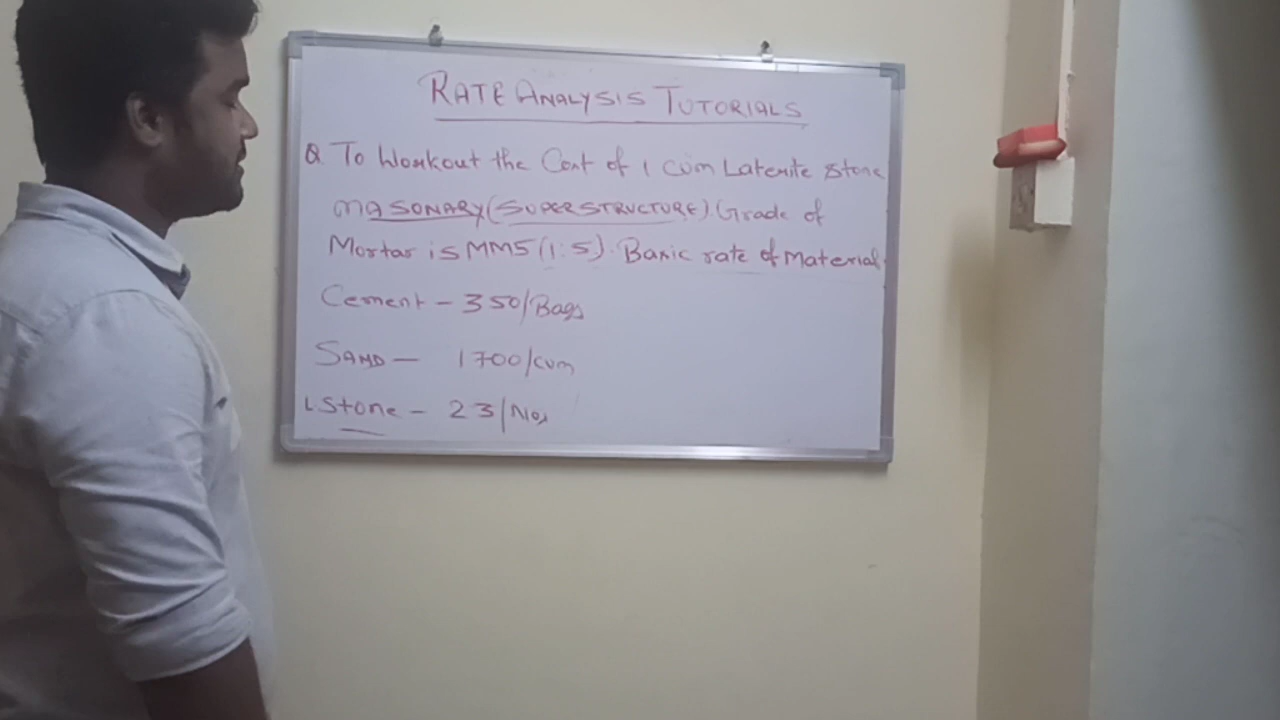 RATE ANALYSIS TUTORIALS
Q To Workout the Cost of 1 cum Laterite stone
MASONARY (SUPERSTRUCTURE). Grade of
Mortar is MM5 (1:5). Basic rate of Material.
Cement - 350/Bags
SAND - 1700/cum
LStone - 23/Nos